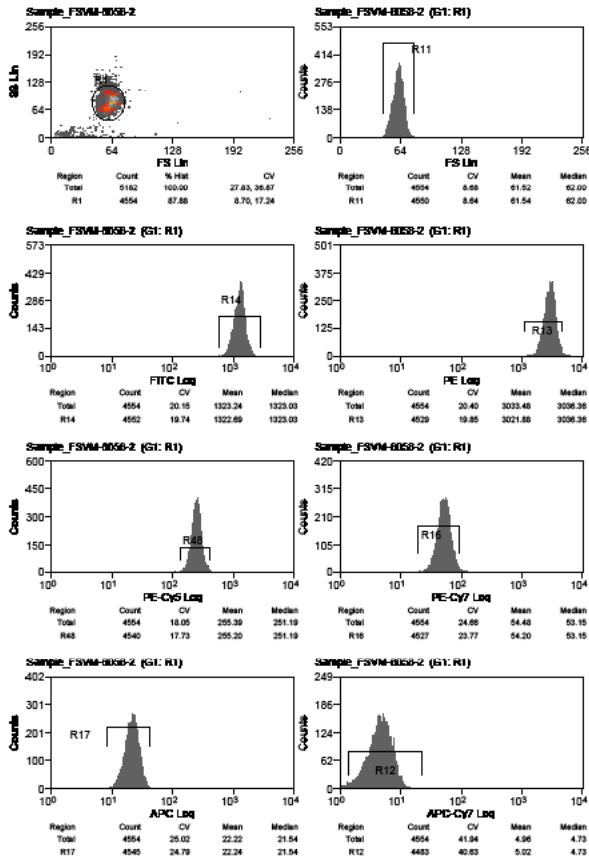 Sample_FSVM-6058-2
256
192
128
64
0
SS Lin
R1
0 64 128 192 256
FS Lin
Region Count % Hist CV
Total 5182 100.00 27.83, 36.87
R1 4554 87.88 8.70, 17.24
Sample_FSVM-6058-2 (G1: R1)
553
414
276
138
0
Counts
R11
0 64 128 192 256
FS Lin
Region Count CV Mean Median
Total 4554 8.68 61.52 62.00
R11 4550 8.64 61.54 62.00
Sample_FSVM-6058-2 (G1: R1)
573
429
286
143
0
Counts
R14
100 101 102 103 104
FITC Log
Region Count CV Mean Median
Total 4554 20.15 1323.24 1323.03
R14 4552 19.74 1322.69 1323.03
Sample_FSVM-6058-2 (G1: R1)
501
375
250
125
0
Counts
R13
100 101 102 103 104
PE Log
Region Count CV Mean Median
Total 4554 20.40 3033.48 3036.36
R13 4529 19.85 3021.88 3036.36
Sample_FSVM-6058-2 (G1: R1)
600
450
300
150
0
Counts
R48
100 101 102 103 104
PE-Cy5 Log
Region Count CV Mean Median
Total 4554 18.05 255.39 251.19
R48 4540 17.73 255.20 251.19
Sample_FSVM-6058-2 (G1: R1)
420
315
210
105
0
Counts
R16
100 101 102 103 104
PE-Cy7 Log
Region Count CV Mean Median
Total 4554 24.66 54.48 53.15
R16 4527 23.77 54.20 53.15
Sample_FSVM-6058-2 (G1: R1)
402
301
201
100
0
Counts
R17
100 101 102 103 104
APC Log
Region Count CV Mean Median
Total 4554 25.02 22.22 21.54
R17 4545 24.79 22.24 21.54
Sample_FSVM-6058-2 (G1: R1)
249
186
124
62
0
Counts
R12
100 101 102 103 104
APC-Cy7 Log
Region Count CV Mean Median
Total 4554 41.94 4.96 4.73
R12 4483 40.63 5.02 4.73